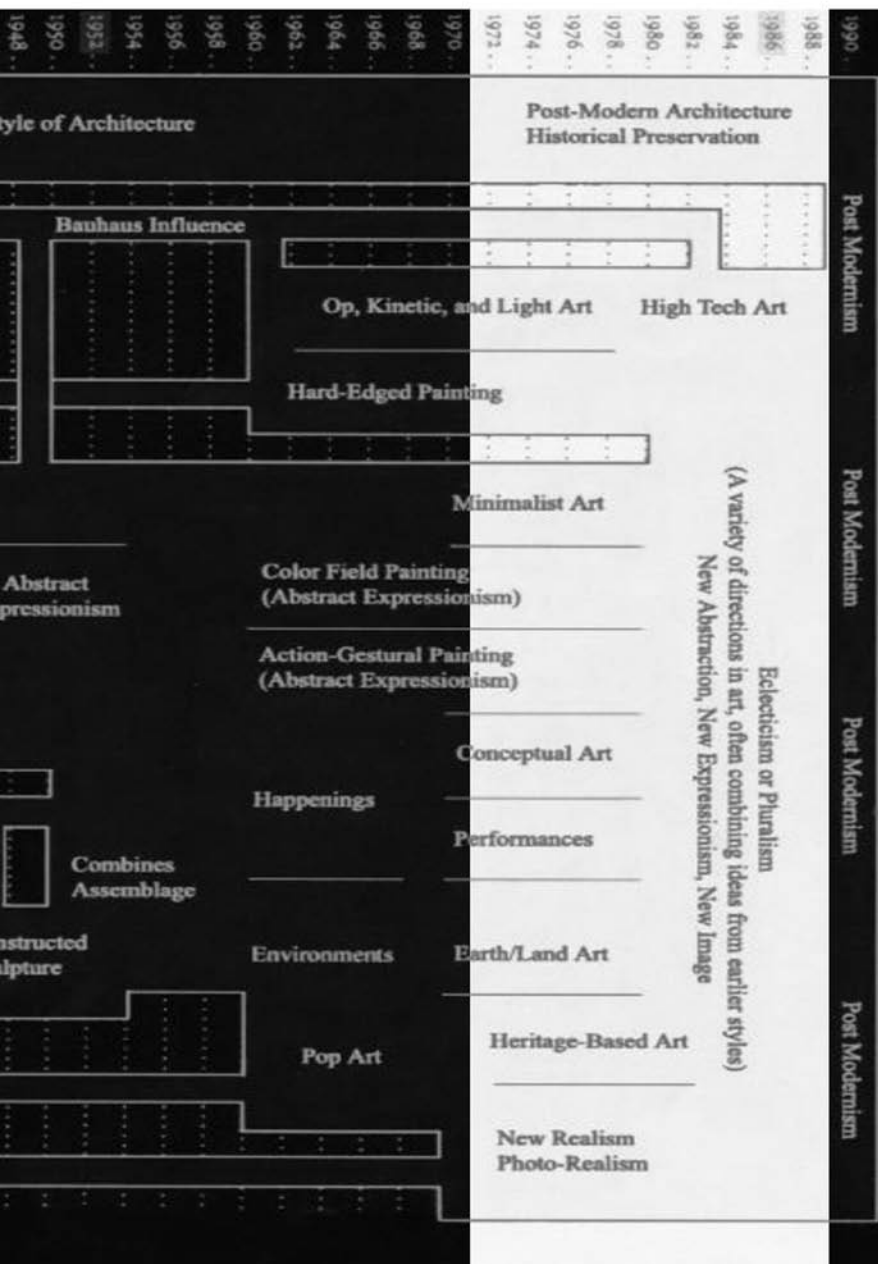 1948
1950
1952
1954
1956
1958
1960
1962
1964
1966
1968
1970
1972
1974
1976
1978
1980
1982
1984
1986
1988
1990
tyle of Architecture
Post-Modern Architecture
Historical Preservation
Bauhaus Influence
Op, Kinetic, and Light Art
High Tech Art
Hard-Edged Painting
Minimalist Art
Abstract
pressionism
Color Field Painting
(Abstract Expressionism)
Action-Gestural Painting
(Abstract Expressionism)
Conceptual Art
Happenings
Performances
Combines
Assemblage
nstructed
lpture
Environments
Earth/Land Art
Pop Art
Heritage-Based Art
New Realism
Photo-Realism
Eclecticism or Pluralism
(A variety of directions in art, often combining ideas from earlier styles)
New Abstraction, New Expressionism, New Image
Post Modernism
Post Modernism
Post Modernism
Post Modernism